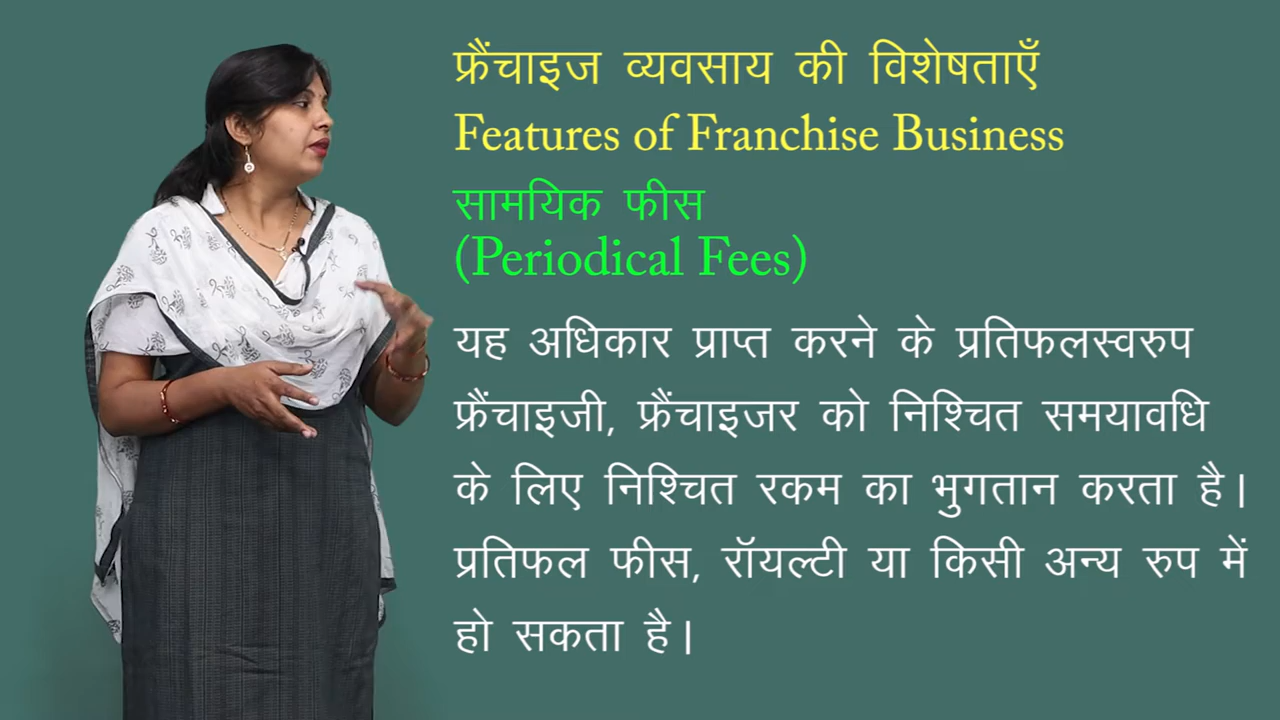 फ्रैंचाइज व्यवसाय की विशेषताएँ
Features of Franchise Business
सामयिक फीस
(Periodical Fees)
यह अधिकार प्राप्त करने के प्रतिफलस्वरुप
फ्रैंचाइजी, फ्रैंचाइजर को निश्चित समयावधि
के लिए निश्चित रकम का भुगतान करता है।
प्रतिफल फीस, रॉयल्टी या किसी अन्य रुप में
हो सकता है।